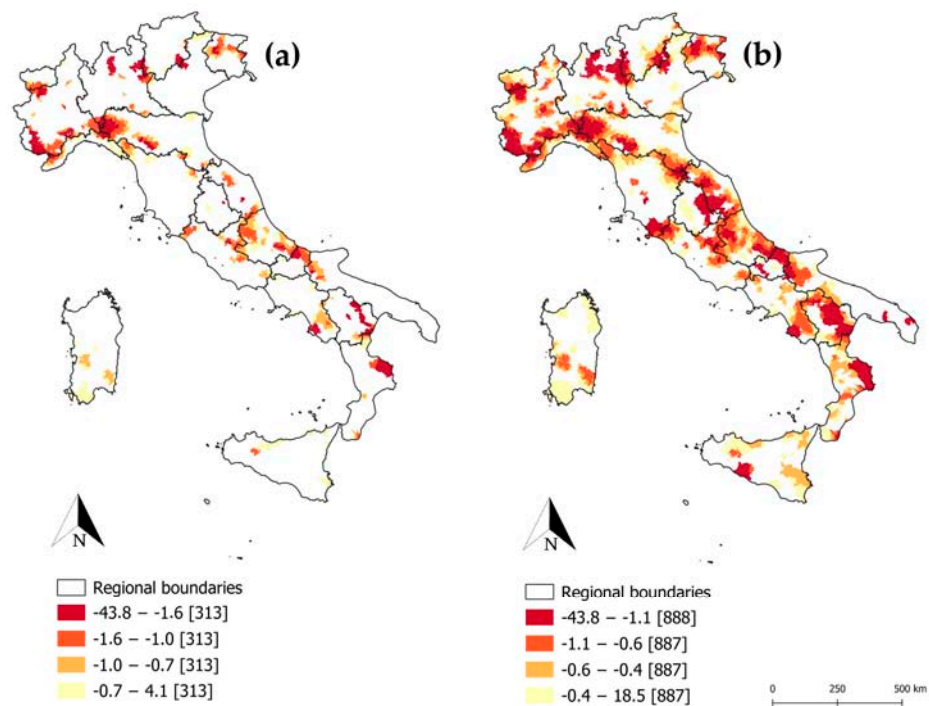 (a)
(b)
N
N
Regional boundaries
-43.8 – -1.6 [313]
-1.6 – -1.0 [313]
-1.0 – -0.7 [313]
-0.7 – 4.1 [313]
Regional boundaries
-43.8 – -1.1 [888]
-1.1 – -0.6 [887]
-0.6 – -0.4 [887]
-0.4 – 18.5 [887]
0 250 500 km